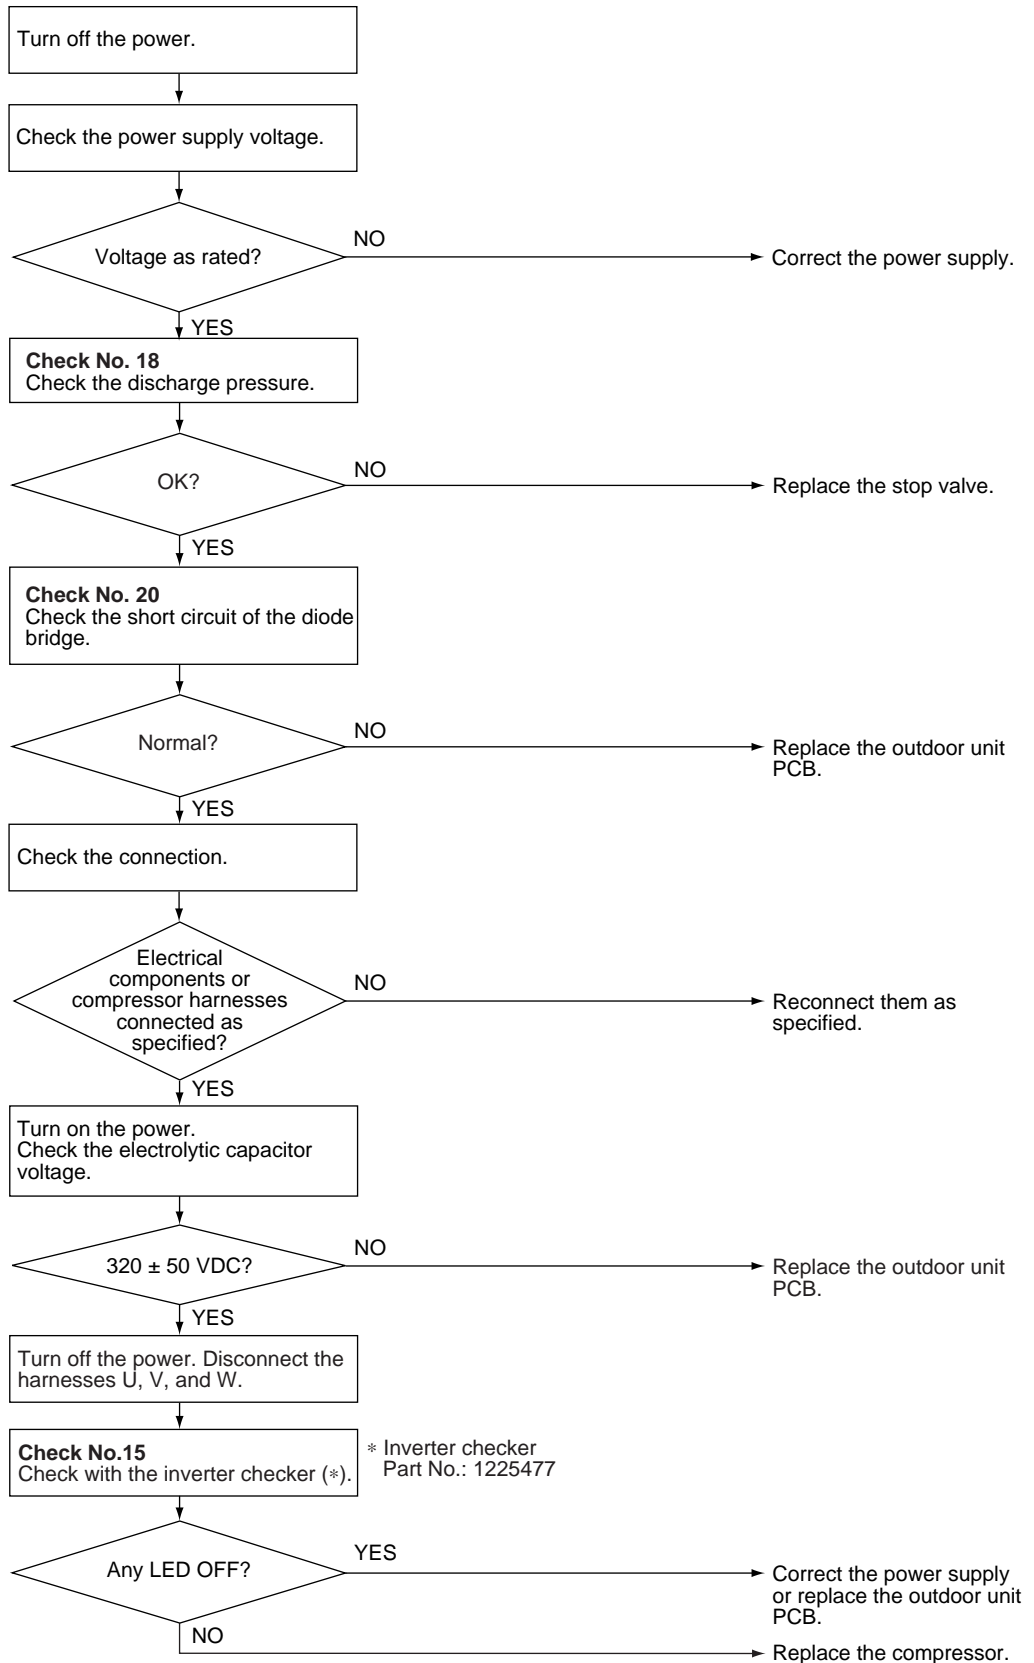 Turn off the power.
Check the power supply voltage.
Voltage as rated?
NO
Correct the power supply.
YES
Check No. 18
Check the discharge pressure.
OK?
NO
Replace the stop valve.
YES
Check No. 20
Check the short circuit of the diode
bridge.
Normal?
NO
Replace the outdoor unit
PCB.
YES
Check the connection.
Electrical
components or
compressor harnesses
connected as
specified?
NO
Reconnect them as
specified.
YES
Turn on the power.
Check the electrolytic capacitor
voltage.
320 ± 50 VDC?
NO
Replace the outdoor unit
PCB.
YES
Turn off the power. Disconnect the
harnesses U, V, and W.
Check No.15
Check with the inverter checker (*).
* Inverter checker
Part No.: 1225477
Any LED OFF?
YES
Correct the power supply
or replace the outdoor unit
PCB.
NO
Replace the compressor.